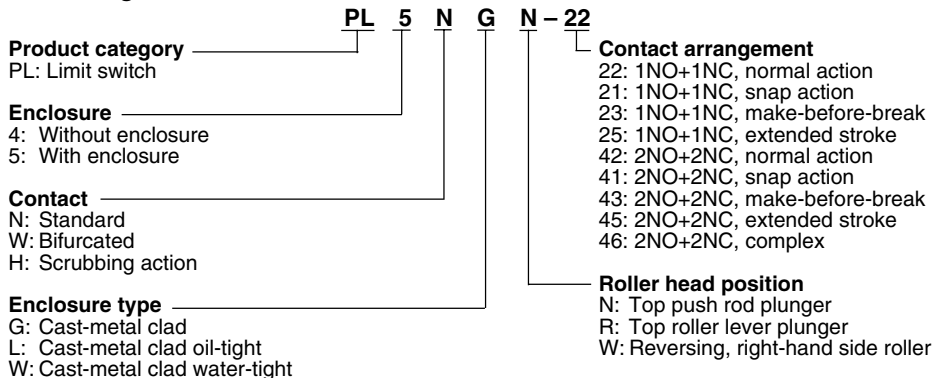 PL 5 N G N – 22
Product category
PL: Limit switch
Enclosure
4: Without enclosure
5: With enclosure
Contact
N: Standard
W: Bifurcated
H: Scrubbing action
Enclosure type
G: Cast-metal clad
L: Cast-metal clad oil-tight
W: Cast-metal clad water-tight
Contact arrangement
22: 1NO+1NC, normal action
21: 1NO+1NC, snap action
23: 1NO+1NC, make-before-break
25: 1NO+1NC, extended stroke
42: 2NO+2NC, normal action
41: 2NO+2NC, snap action
43: 2NO+2NC, make-before-break
45: 2NO+2NC, extended stroke
46: 2NO+2NC, complex
Roller head position
N: Top push rod plunger
R: Top roller lever plunger
W: Reversing, right-hand side roller